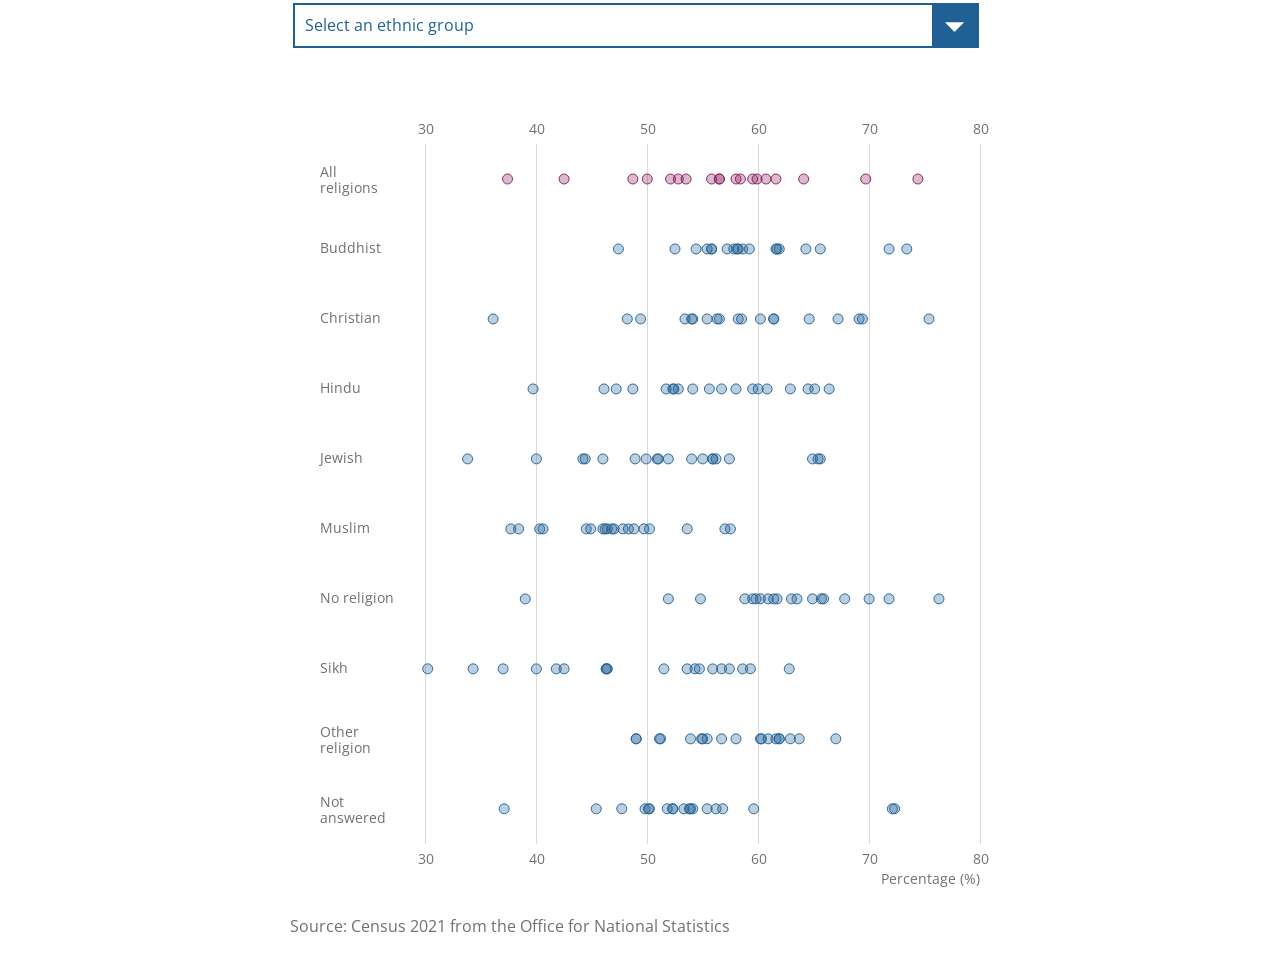 Select an ethnic group
30 40 50 60 70 80
All
religions
Buddhist
Christian
Hindu
Jewish
Muslim
No religion
Sikh
Other
religion
Not
answered
30 40 50 60 70 80
Percentage (%)
Source: Census 2021 from the Office for National Statistics